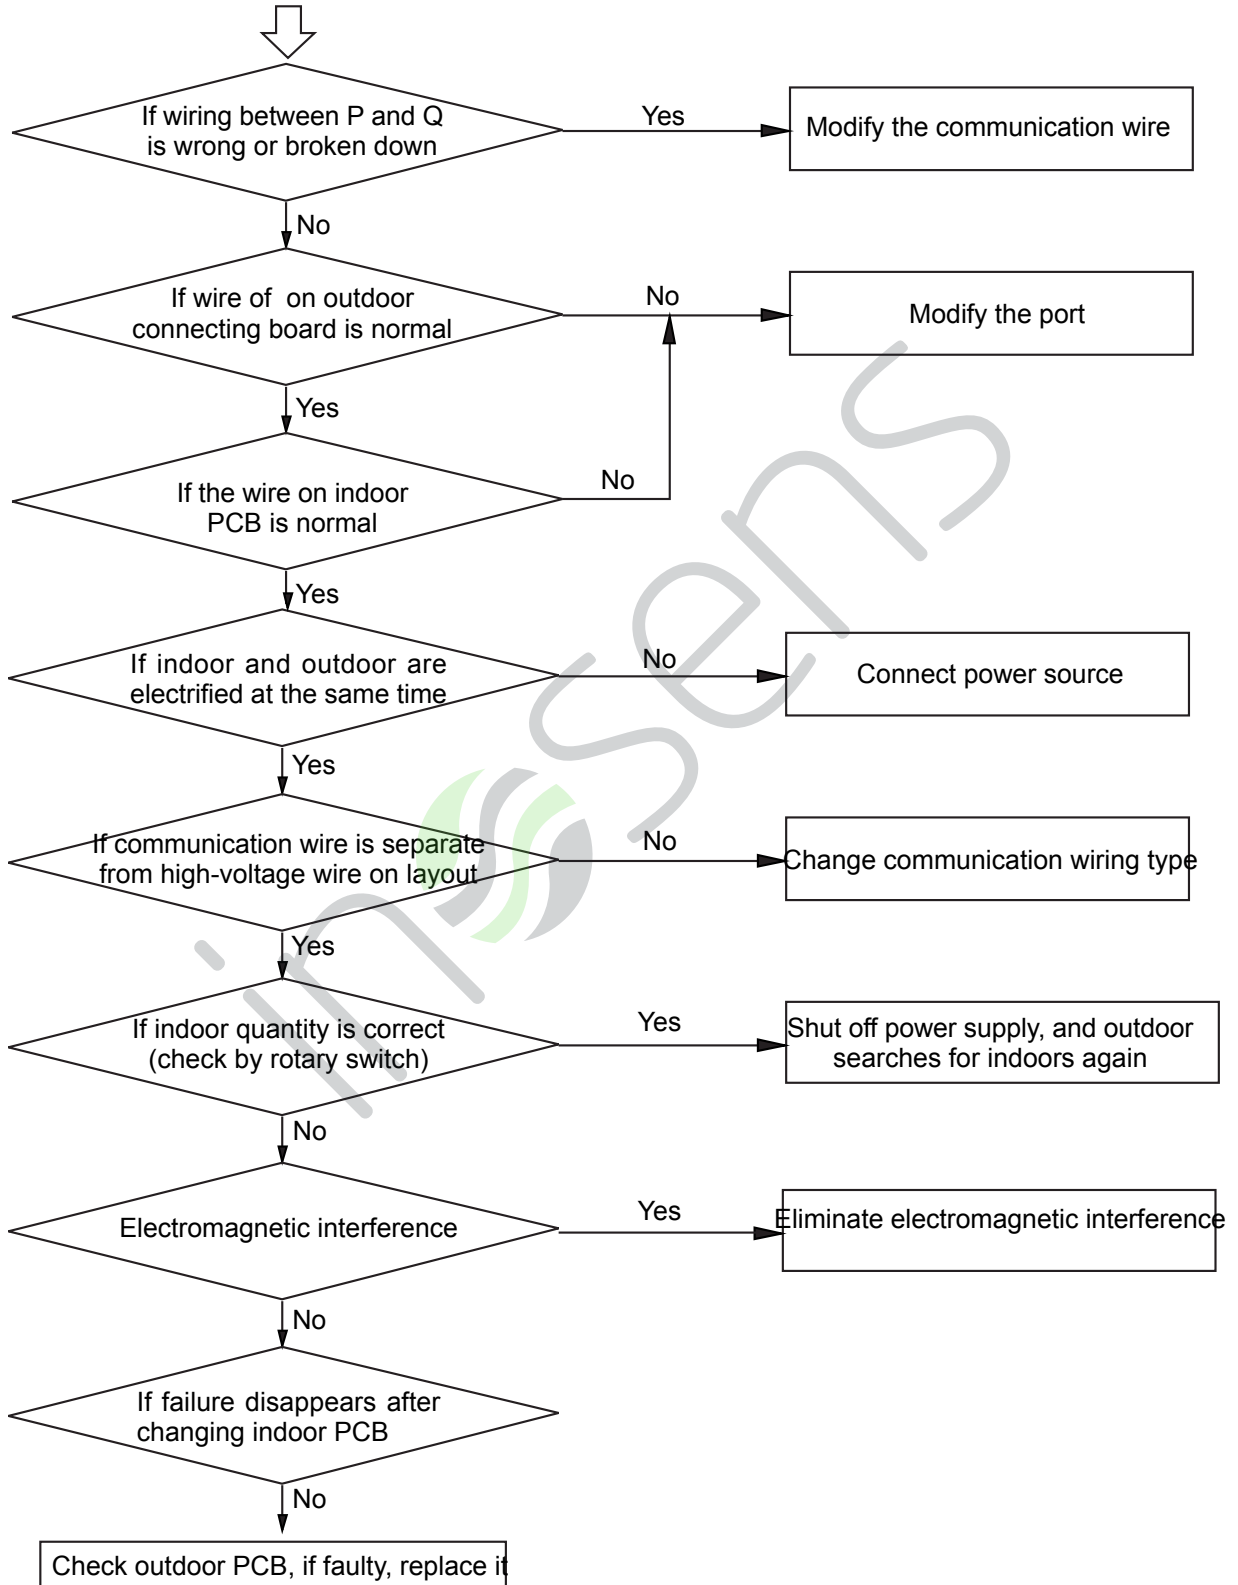 If wiring between P and Q
is wrong or broken down
Yes
Modify the communication wire
No
If wire of on outdoor
connecting board is normal
No
Modify the port
Yes
If the wire on indoor
PCB is normal
No
Yes
If indoor and outdoor are
electrified at the same time
No
Connect power source
Yes
If communication wire is separate
from high-voltage wire on layout
No
Change communication wiring type
Yes
If indoor quantity is correct
(check by rotary switch)
Yes
Shut off power supply, and outdoor
searches for indoors again
No
Electromagnetic interference
Yes
Eliminate electromagnetic interference
No
If failure disappears after
changing indoor PCB
No
Check outdoor PCB, if faulty, replace it
inosens